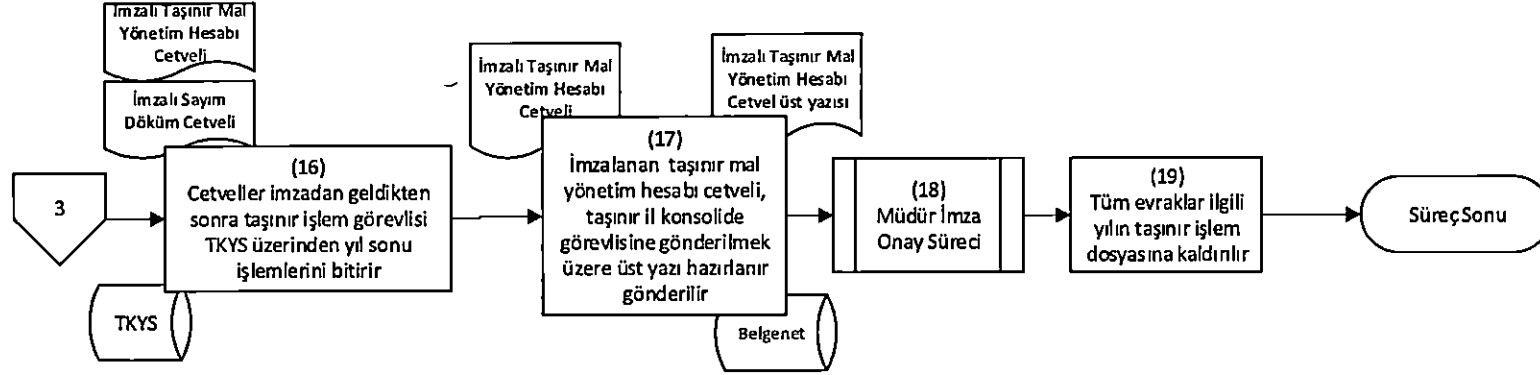 İmzalı Taşınır Mal
Yönetim Hesabı
Cetveli
İmzalı Sayım
Döküm Cetveli
3
(16)
Cetveller imzadan geldikten
sonra taşınır işlem görevlisi
TKYS üzerinden yıl sonu
işlemlerini bitirir
TKYS
İmzalı Taşınır Mal
Yönetim Hesabı
Cetveli
İmzalı Taşınır Mal
Yönetim Hesabı
Cetvel üst yazısı
(17)
İmzalanan taşınır mal
yönetim hesabı cetveli,
taşınır il konsolide
görevlisine gönderilmek
üzere üst yazı hazırlanır
gönderilir
Belgenet
(18)
Müdür İmza
Onay Süreci
(19)
Tüm evraklar ilgili
yılın taşınır işlem
dosyasına kaldırılır
Süreç Sonu